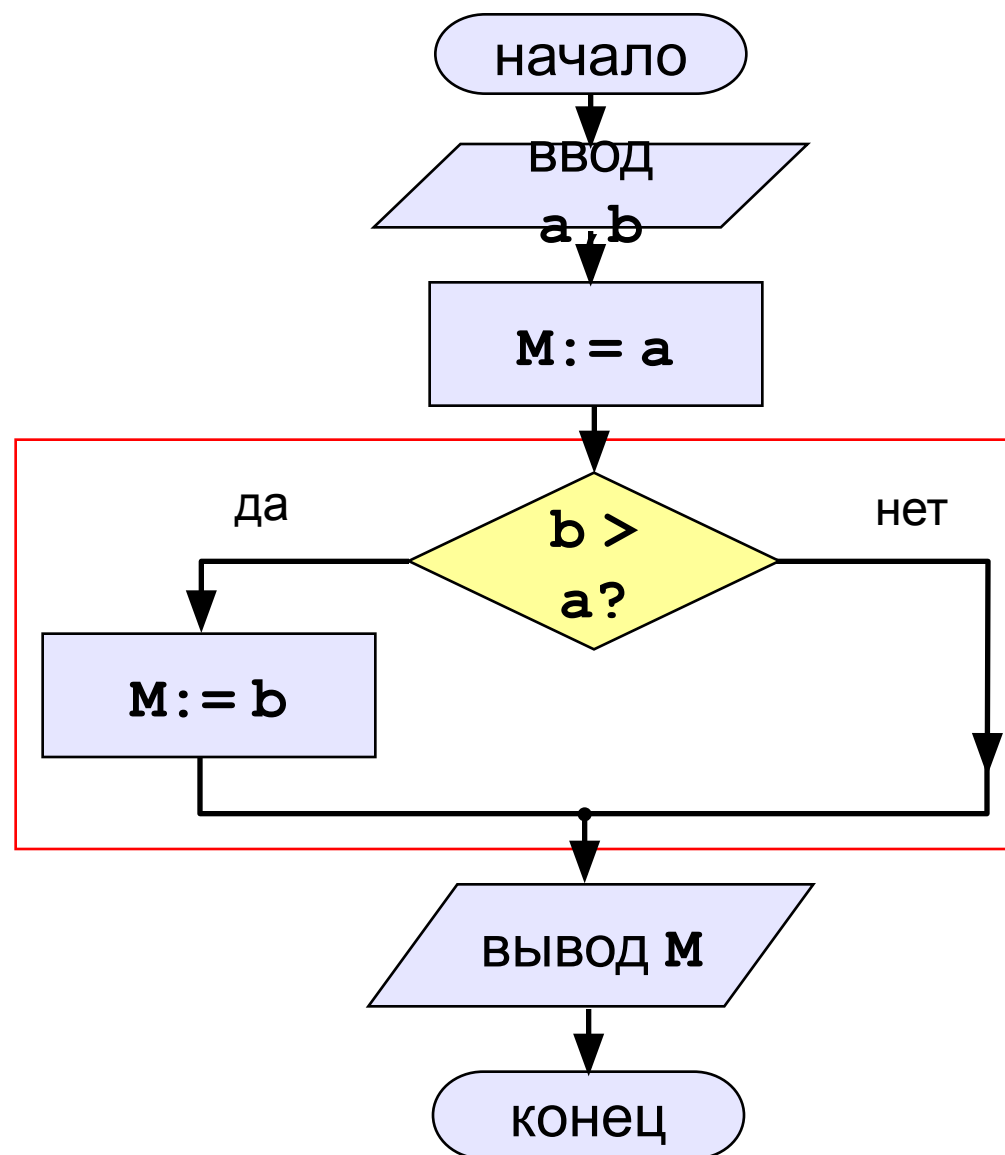 начало
ввод
a,b
M:= a
да
нет
b >
a?
M:= b
вывод M
конец